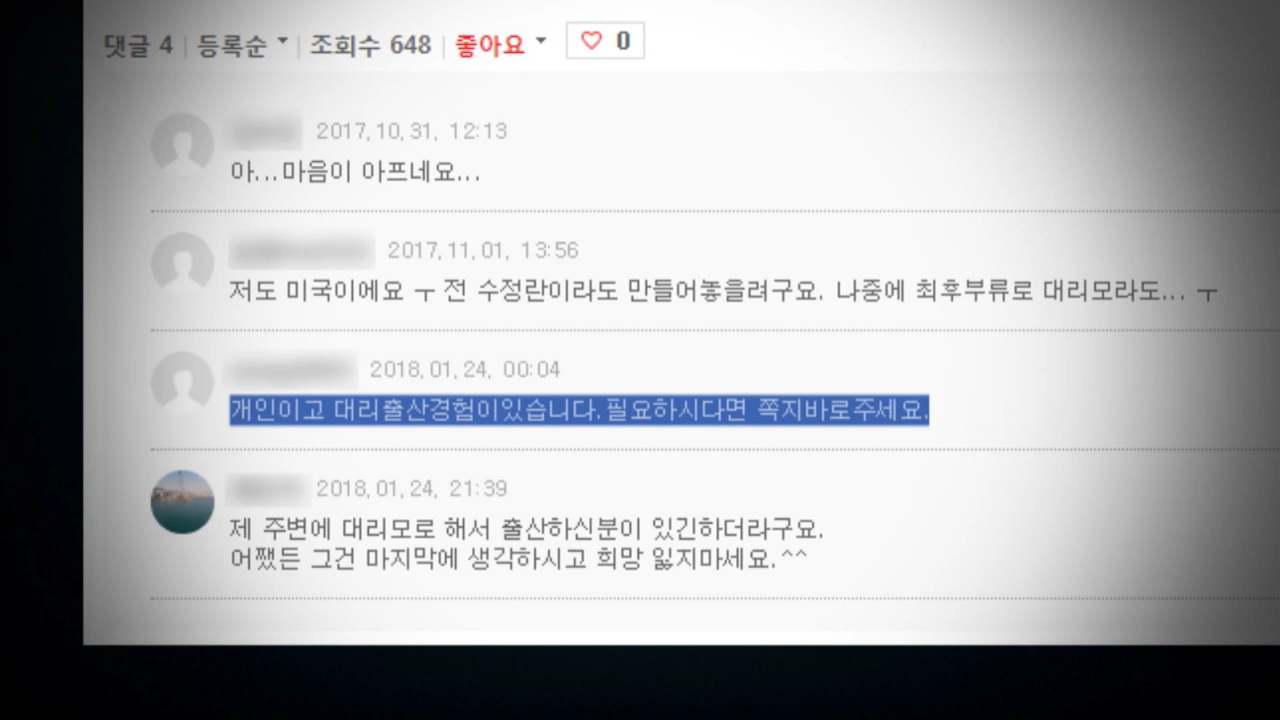 댓글 4 등록순 조회수 648 좋아요 0
2017.10.31. 12:13
아...마음이 아프네요...
2017.11.01. 13:56
저도 미국이에요 ㅜ 전 수정란이라도 만들어놓을려구요. 나중에 최후부류로 대리모라도... ㅜ
2018.01.24. 00:04
개인이고 대리출산경험이있습니다.필요하시다면 쪽지바로주세요.
2018.01.24. 21:39
제 주변에 대리모로 해서 출산하신분이 있긴하더라구요.
어쨌든 그건 마지막에 생각하시고 희망 잃지마세요.^^